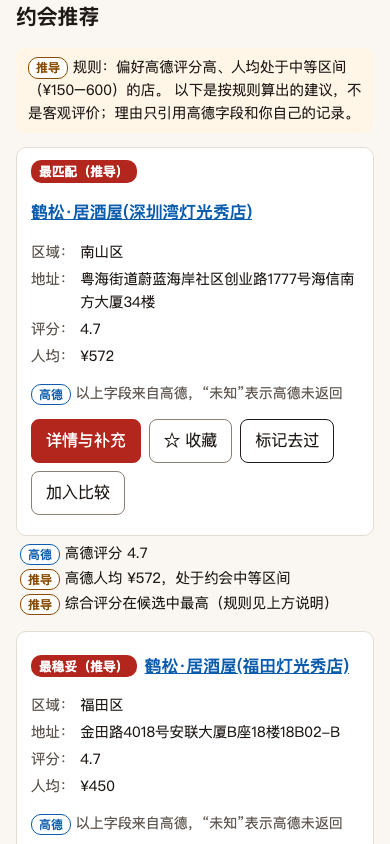 约会推荐
推导 规则：偏好高德评分高、人均处于中等区间
（¥150—600）的店。 以下是按规则算出的建议，不
是客观评价；理由只引用高德字段和你自己的记录。
最匹配（推导）
鹤松·居酒屋(深圳湾灯光秀店)
区域： 南山区
地址： 粤海街道蔚蓝海岸社区创业路1777号海信南
方大厦34楼
评分： 4.7
人均： ¥572
高德 以上字段来自高德，“未知”表示高德未返回
详情与补充 ☆ 收藏 标记去过
加入比较
高德 高德评分 4.7
推导 高德人均 ¥572，处于约会中等区间
推导 综合评分在候选中最高（规则见上方说明）
最稳妥（推导） 鹤松·居酒屋(福田灯光秀店)
区域： 福田区
地址： 金田路4018号安联大厦B座18楼18B02-B
评分： 4.7
人均： ¥450
高德 以上字段来自高德，“未知”表示高德未返回